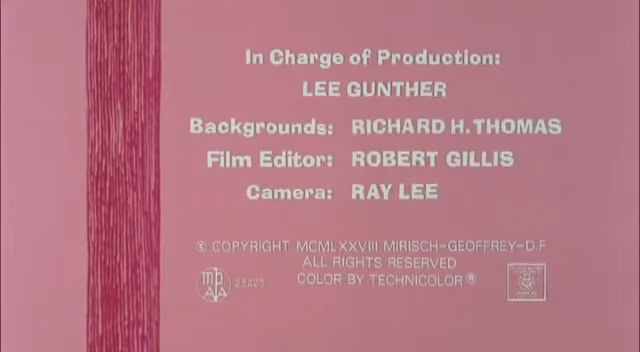 In Charge of Production:
LEE GUNTHER
Backgrounds: RICHARD H. THOMAS
Film Editor: ROBERT GILLIS
Camera: RAY LEE
© COPYRIGHT MCMLXXVIII MIRISCH-GEOFFREY-D.F
ALL RIGHTS RESERVED
COLOR BY TECHNICOLOR®